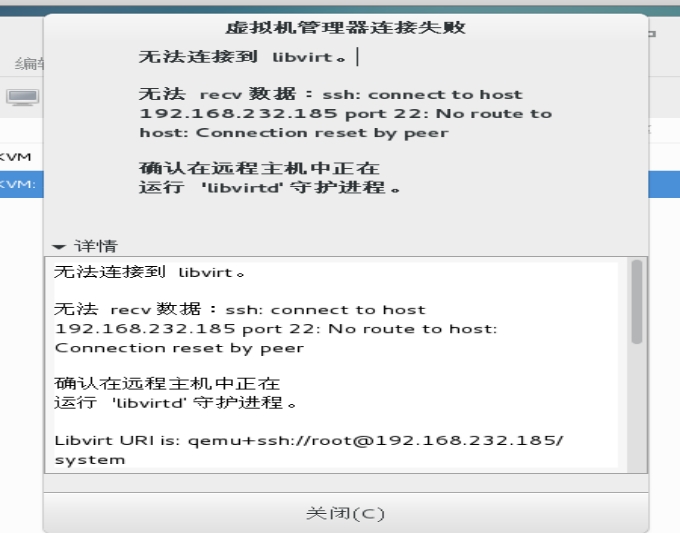 虚拟机管理器连接失败
编辑
无法连接到 libvirt。
无法 recv 数据：ssh: connect to host
192.168.232.185 port 22: No route to
host: Connection reset by peer
KVM
确认在远程主机中正在
KVM:
运行 'libvirtd' 守护进程。
详情
无法连接到 libvirt。
无法 recv 数据：ssh: connect to host
192.168.232.185 port 22: No route to host:
Connection reset by peer
确认在远程主机中正在
运行 'libvirtd' 守护进程。
Libvirt URI is: qemu+ssh://root@192.168.232.185/
system
关闭(C)